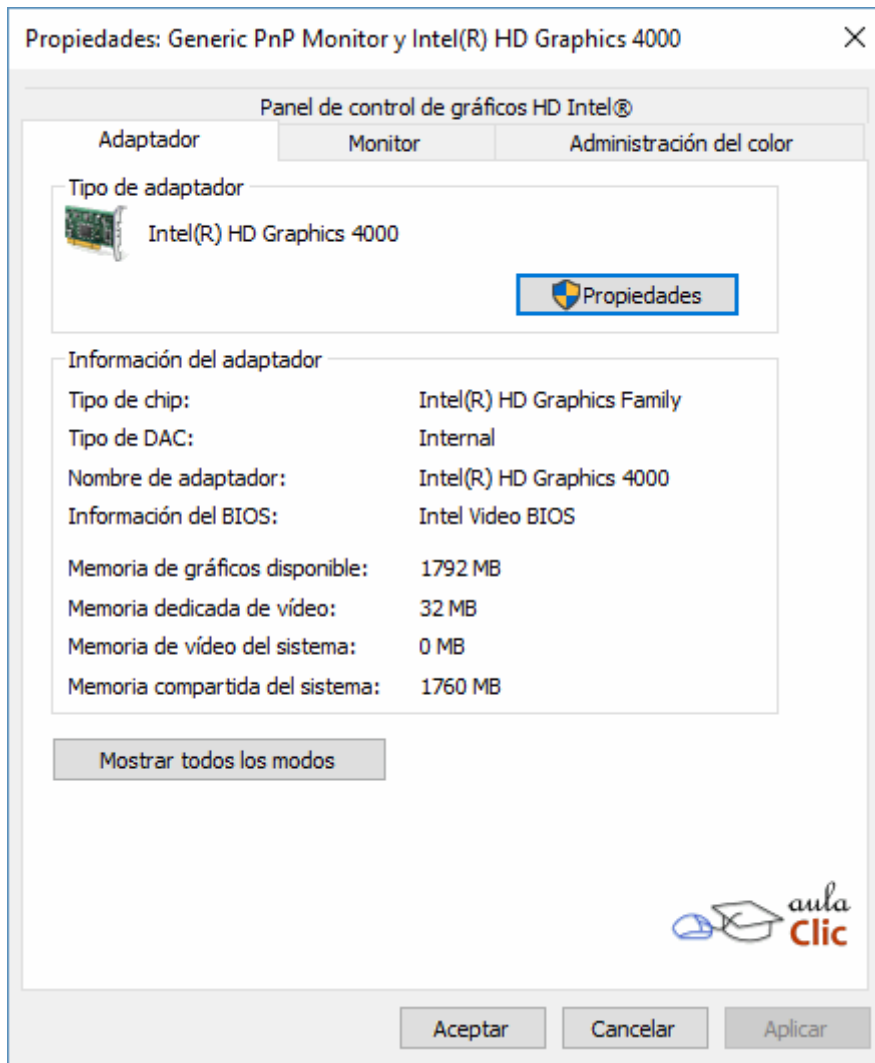 Propiedades: Generic PnP Monitor y Intel(R) HD Graphics 4000
Panel de control de gráficos HD Intel®
Adaptador Monitor Administración del color
Tipo de adaptador
Intel(R) HD Graphics 4000
Propiedades
Información del adaptador
Tipo de chip: Intel(R) HD Graphics Family
Tipo de DAC: Internal
Nombre de adaptador: Intel(R) HD Graphics 4000
Información del BIOS: Intel Video BIOS
Memoria de gráficos disponible: 1792 MB
Memoria dedicada de vídeo: 32 MB
Memoria de vídeo del sistema: 0 MB
Memoria compartida del sistema: 1760 MB
Mostrar todos los modos
aula
Clic
Aceptar Cancelar Aplicar